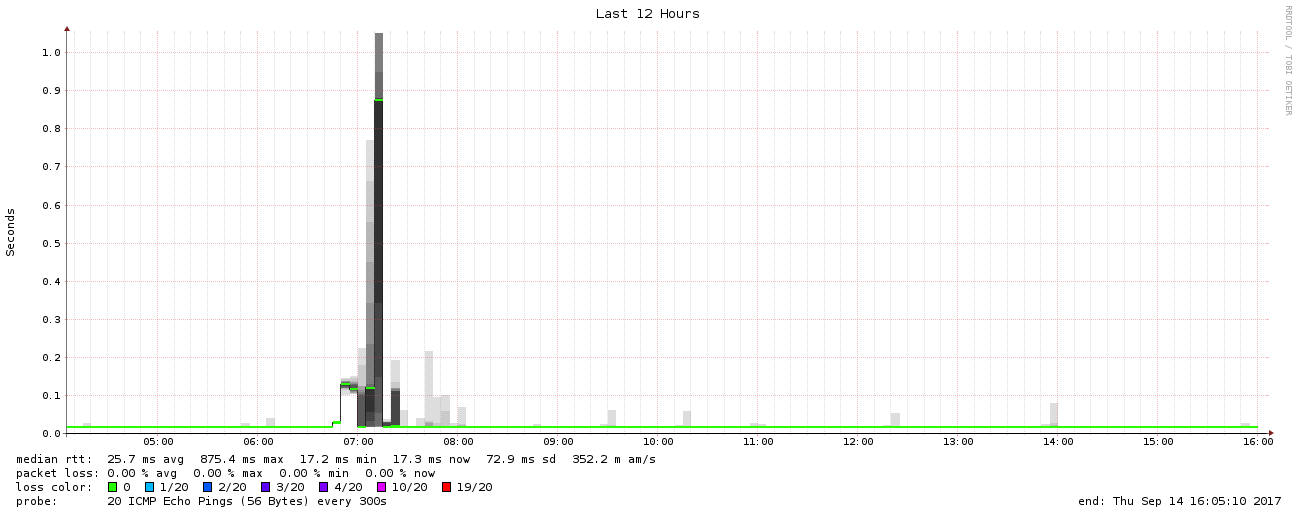 Last 12 Hours
RRDTOOL / TOBI OETIKER
Seconds
1.0
0.9
0.8
0.7
0.6
0.5
0.4
0.3
0.2
0.1
0.0
05:00 06:00 07:00 08:00 09:00 10:00 11:00 12:00 13:00 14:00 15:00 16:00
median rtt: 25.7 ms avg 875.4 ms max 17.2 ms min 17.3 ms now 72.9 ms sd 352.2 m am/s
packet loss: 0.00 % avg 0.00 % max 0.00 % min 0.00 % now
loss color: 0 1/20 2/20 3/20 4/20 10/20 19/20
probe: 20 ICMP Echo Pings (56 Bytes) every 300s end: Thu Sep 14 16:05:10 2017